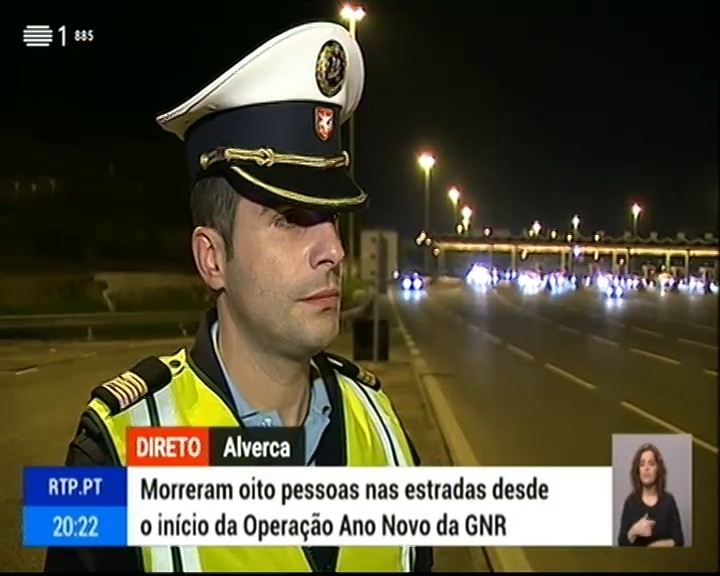 1 885
DIRETO Alverca
RTP.PT
20:22
Morreram oito pessoas nas estradas desde
o início da Operação Ano Novo da GNR